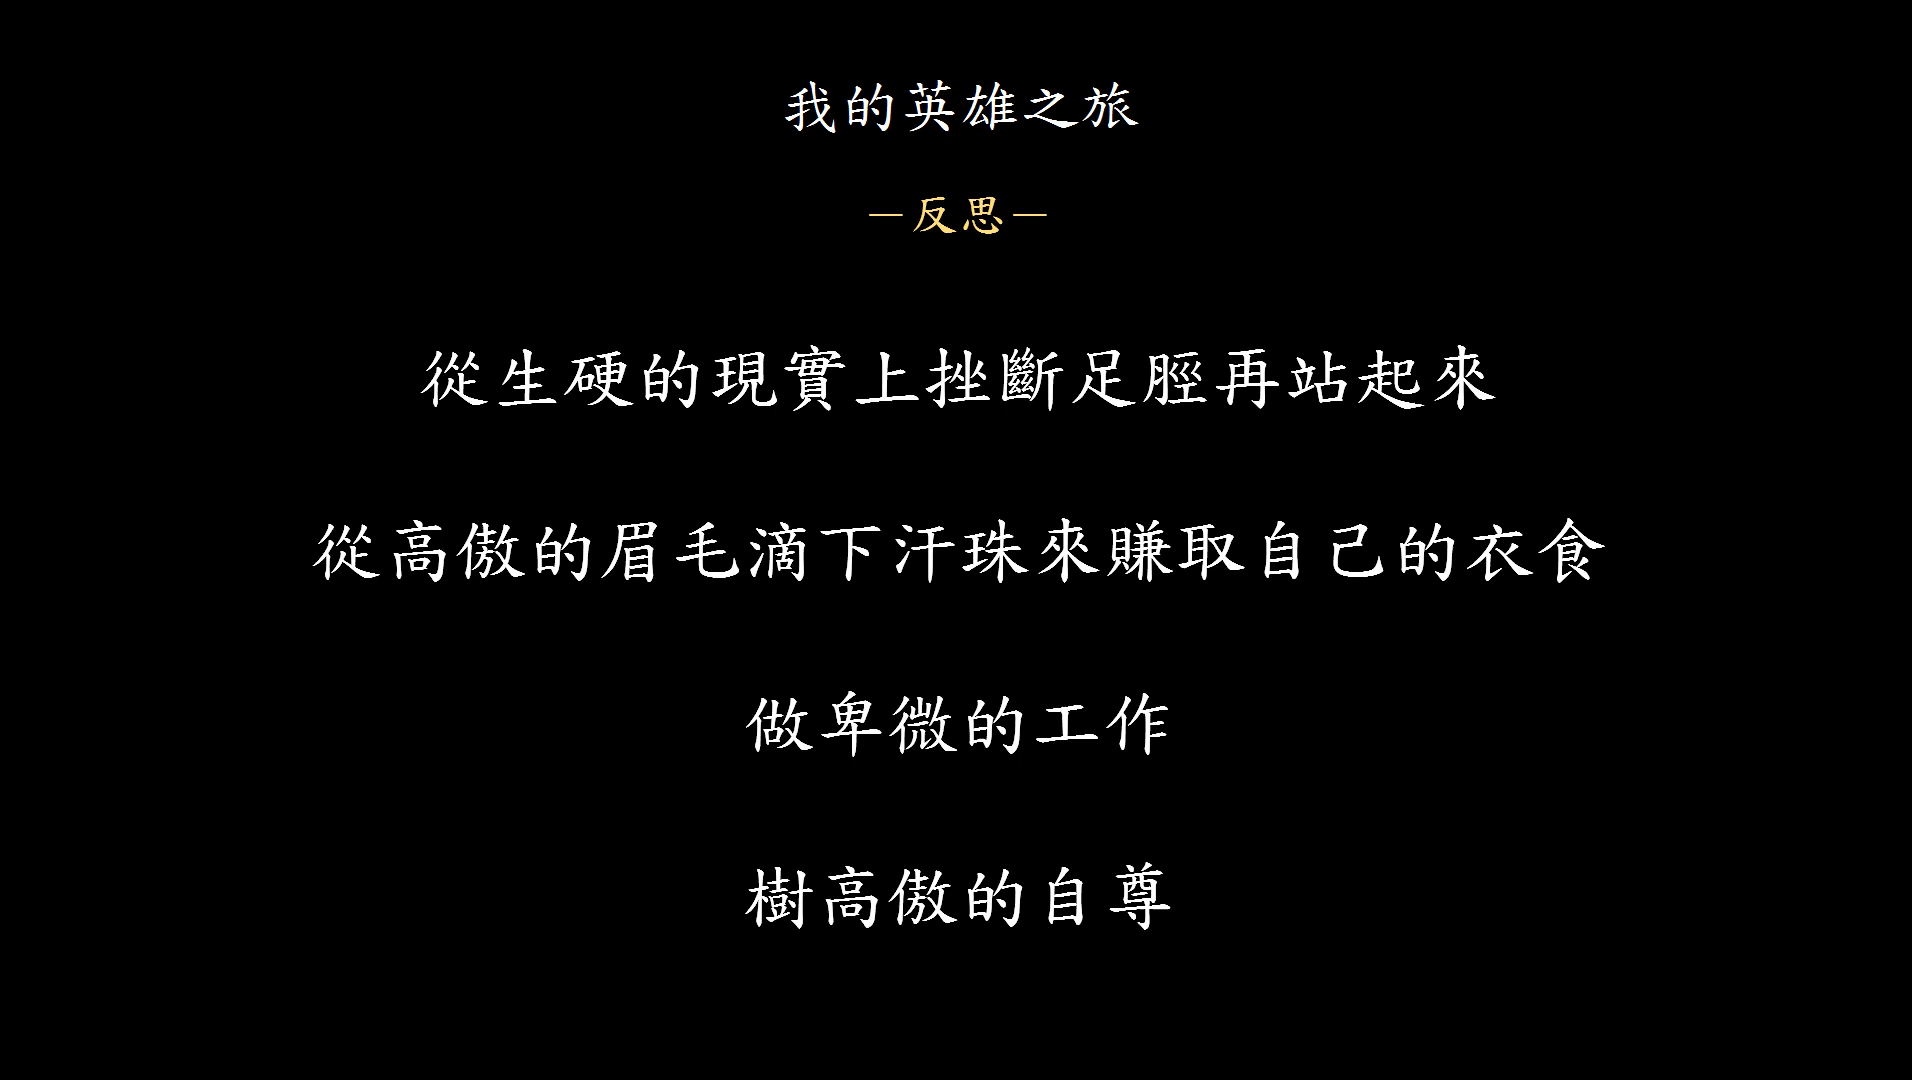 我的英雄之旅
－反思－
從生硬的現實上挫斷足脛再站起來
從高傲的眉毛滴下汗珠來賺取自己的衣食
做卑微的工作
樹高傲的自尊